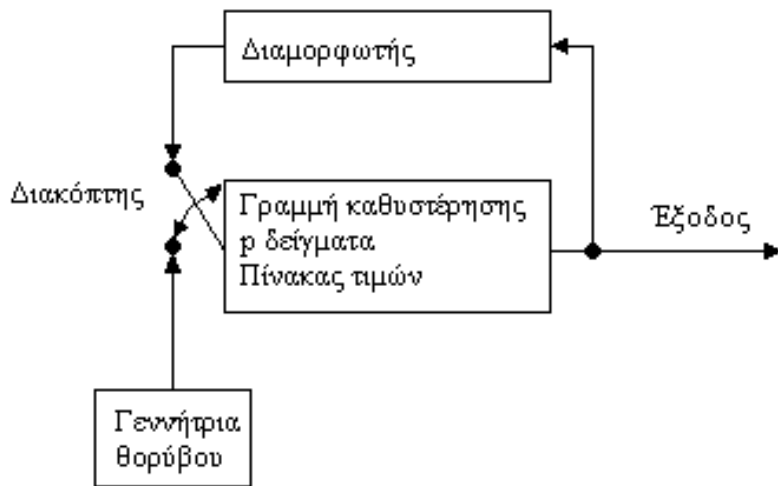 Διαμορφωτής
Διακόπτης
Γραμμή καθυστέρησης
p δείγματα
Πίνακας τιμών
Έξοδος
Γεννήτρια
θορύβου